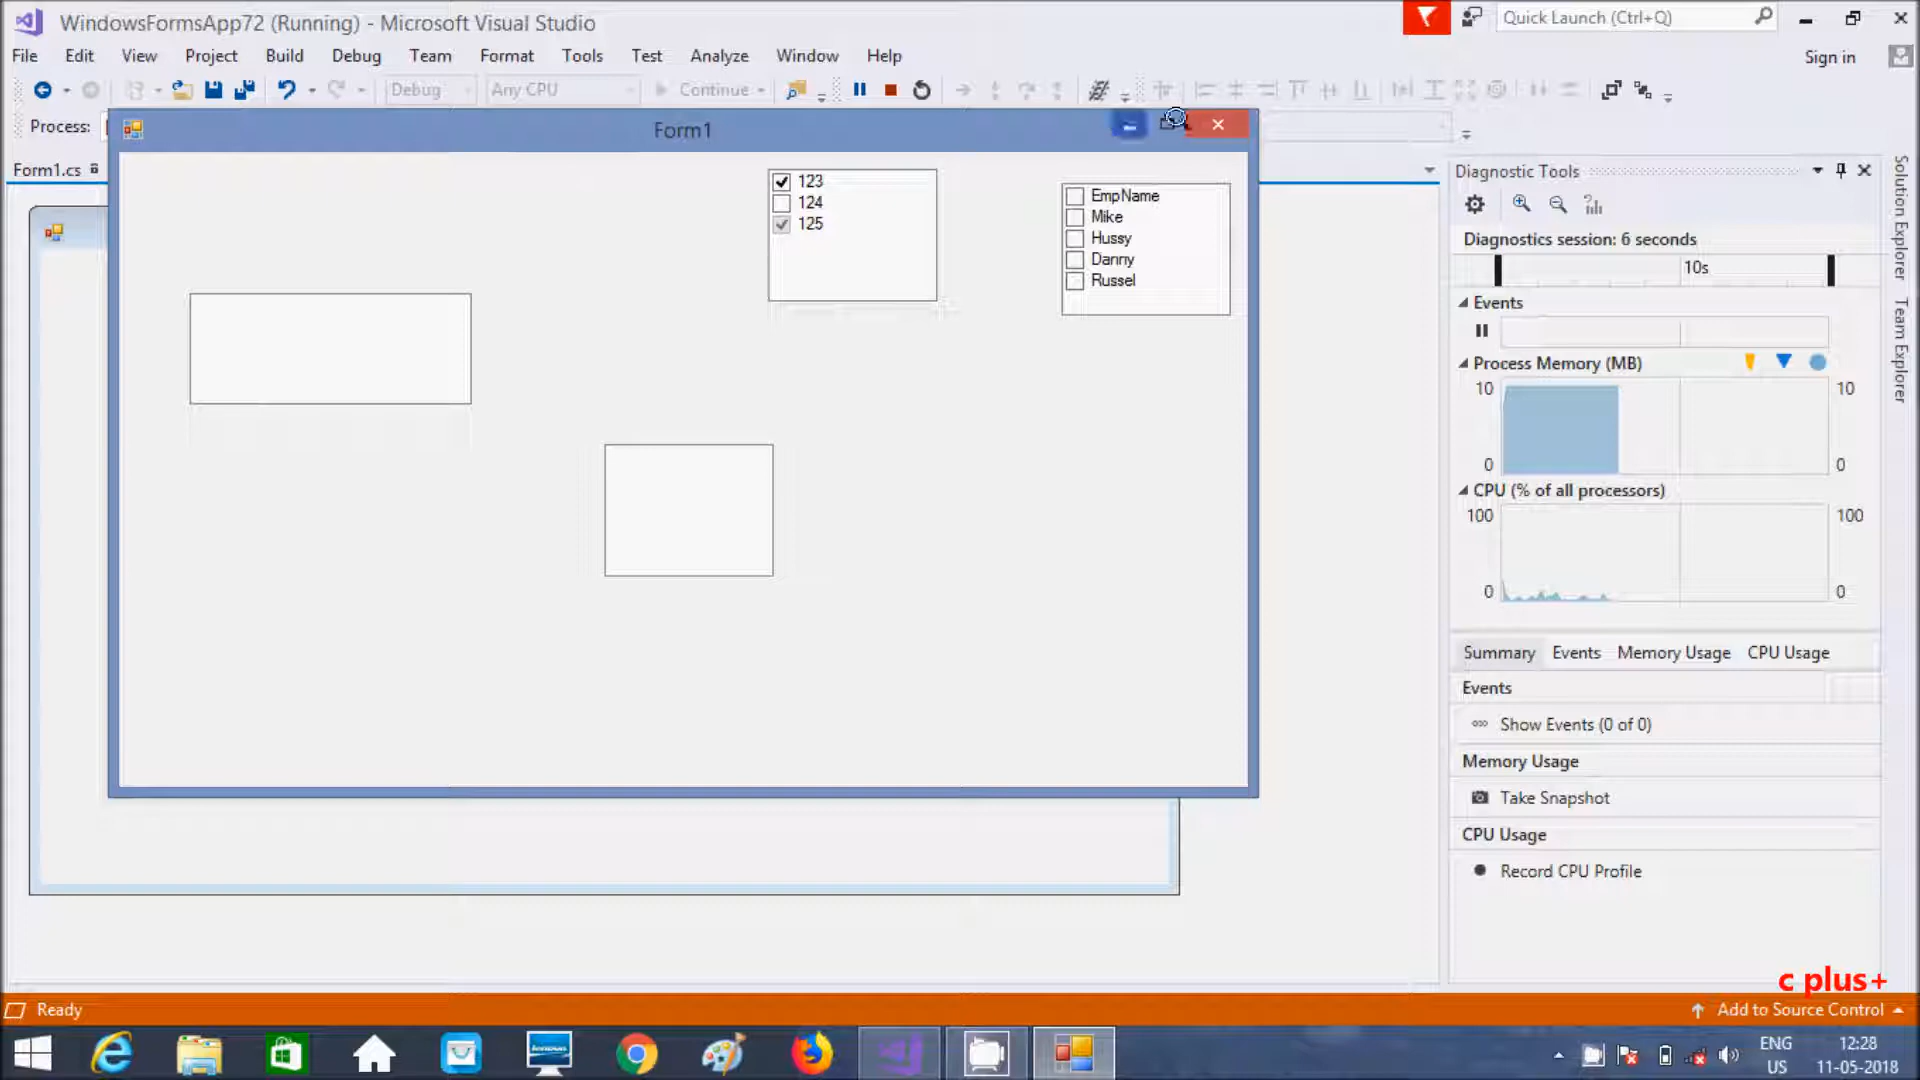 WindowsFormsApp72 (Running) - Microsoft Visual Studio
Quick Launch (Ctrl+Q)
File Edit View Project Build Debug Team Format Tools Test Analyze Window Help
Sign in
Debug Any CPU Continue
Process:
Form1
Form1.cs
123
124
125
EmpName
Mike
Hussy
Danny
Russel
Diagnostic Tools
Diagnostics session: 6 seconds
10s
Events
Process Memory (MB)
10 10
0 0
CPU (% of all processors)
100 100
0 0
Summary Events Memory Usage CPU Usage
Events
Show Events (0 of 0)
Memory Usage
Take Snapshot
CPU Usage
Record CPU Profile
Solution Explorer
Team Explorer
c plus+
Ready
Add to Source Control
ENG
US
12:28
11-05-2018